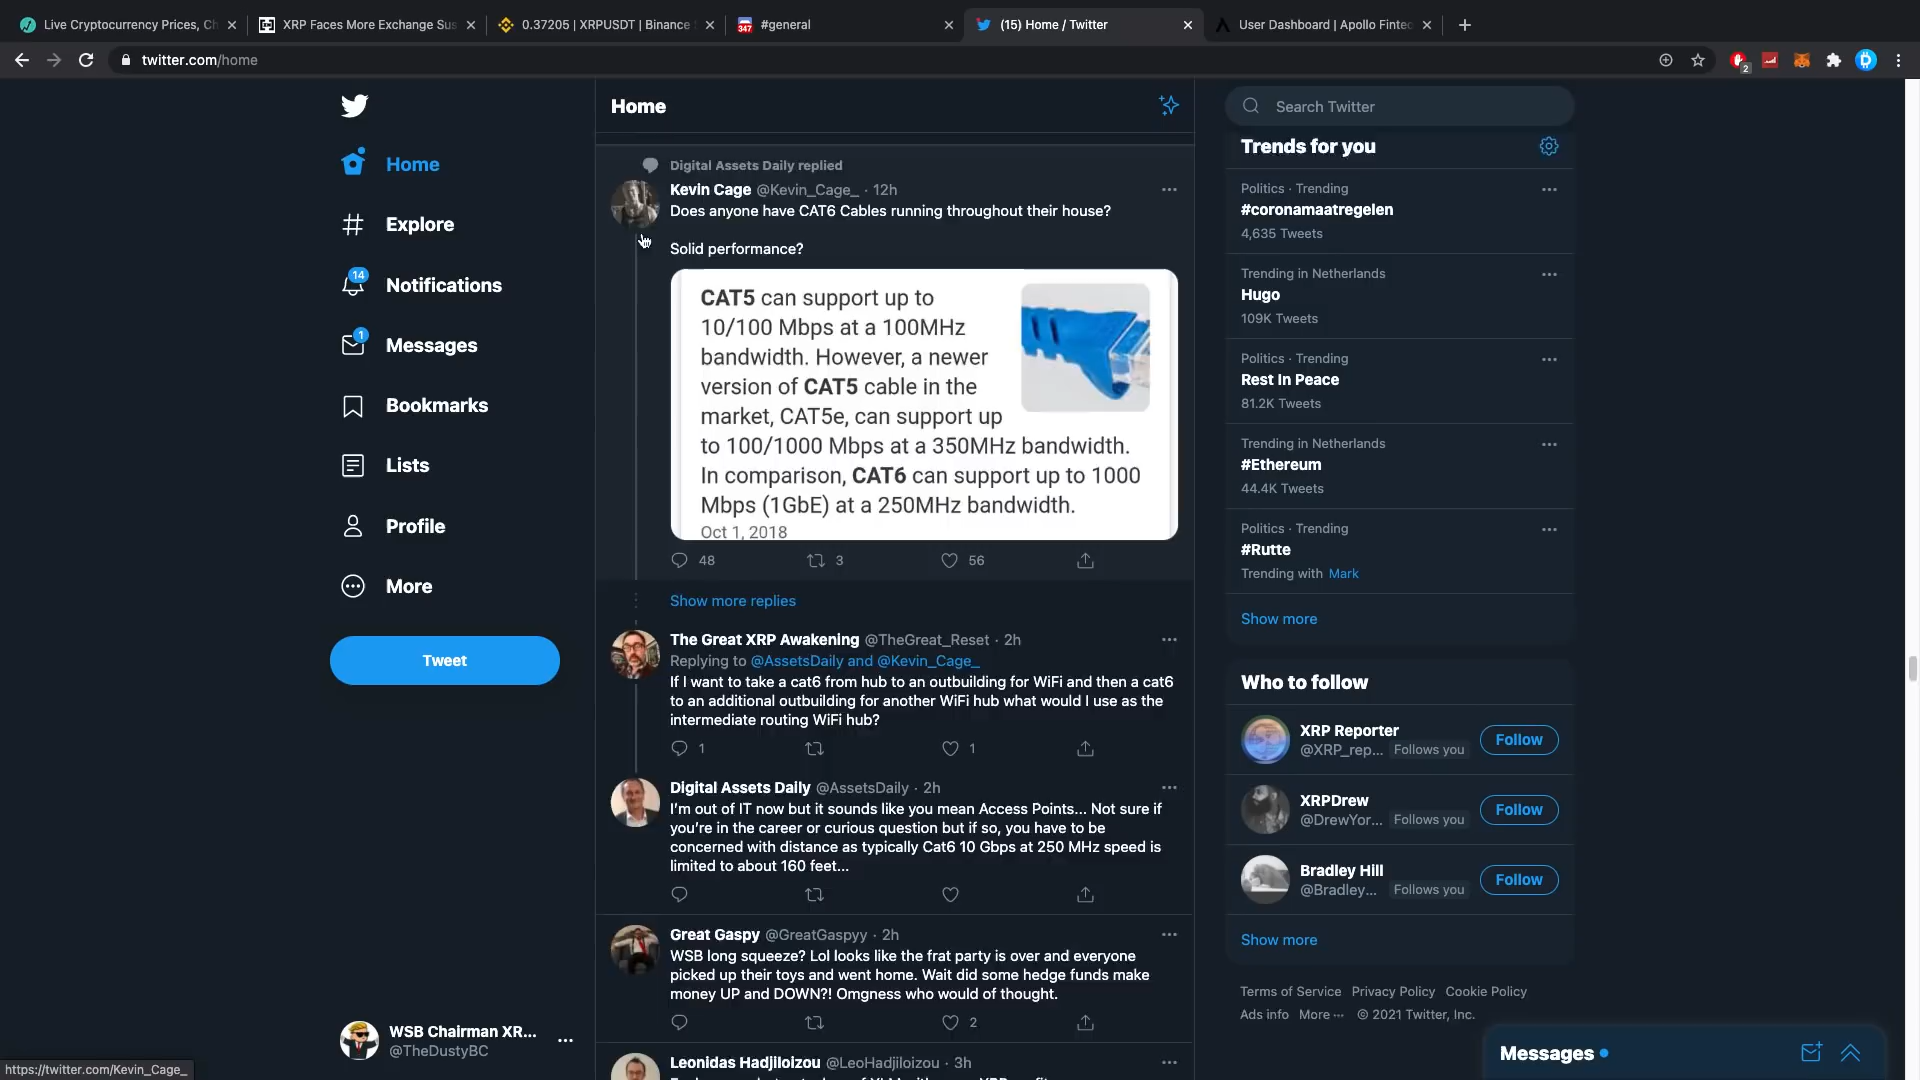 Live Cryptocurrency Prices, Ch
XRP Faces More Exchange Sus
0.37205 | XRPUSDT | Binance
347
#general
(15) Home / Twitter
User Dashboard | Apollo Fintec
twitter.com/home
2
Home
Search Twitter
Home
Explore
14
Notifications
1
Messages
Bookmarks
Lists
Profile
More
Tweet
WSB Chairman XR...
@TheDustyBC
https://twitter.com/Kevin_Cage_
Digital Assets Daily replied
Kevin Cage @Kevin_Cage_ · 12h
Does anyone have CAT6 Cables running throughout their house?
Solid performance?
CAT5 can support up to
10/100 Mbps at a 100MHz
bandwidth. However, a newer
version of CAT5 cable in the
market, CAT5e, can support up
to 100/1000 Mbps at a 350MHz bandwidth.
In comparison, CAT6 can support up to 1000
Mbps (1GbE) at a 250MHz bandwidth.
Oct 1, 2018
48 3 56
Show more replies
The Great XRP Awakening @TheGreat_Reset · 2h
Replying to @AssetsDaily and @Kevin_Cage_
If I want to take a cat6 from hub to an outbuilding for WiFi and then a cat6
to an additional outbuilding for another WiFi hub what would I use as the
intermediate routing WiFi hub?
1 1
Digital Assets Daily @AssetsDaily · 2h
I'm out of IT now but it sounds like you mean Access Points... Not sure if
you're in the career or curious question but if so, you have to be
concerned with distance as typically Cat6 10 Gbps at 250 MHz speed is
limited to about 160 feet...
Great Gaspy @GreatGaspyy · 2h
WSB long squeeze? Lol looks like the frat party is over and everyone
picked up their toys and went home. Wait did some hedge funds make
money UP and DOWN?! Omgness who would of thought.
2
Leonidas Hadjiloizou @LeoHadjiloizou · 3h
Trends for you
Politics · Trending
#coronamaatregelen
4,635 Tweets
Trending in Netherlands
Hugo
109K Tweets
Politics · Trending
Rest In Peace
81.2K Tweets
Trending in Netherlands
#Ethereum
44.4K Tweets
Politics · Trending
#Rutte
Trending with Mark
Show more
Who to follow
XRP Reporter
@XRP_rep... Follows you
Follow
XRPDrew
@DrewYor... Follows you
Follow
Bradley Hill
@Bradley... Follows you
Follow
Show more
Terms of Service Privacy Policy Cookie Policy
Ads info More ··· © 2021 Twitter, Inc.
Messages